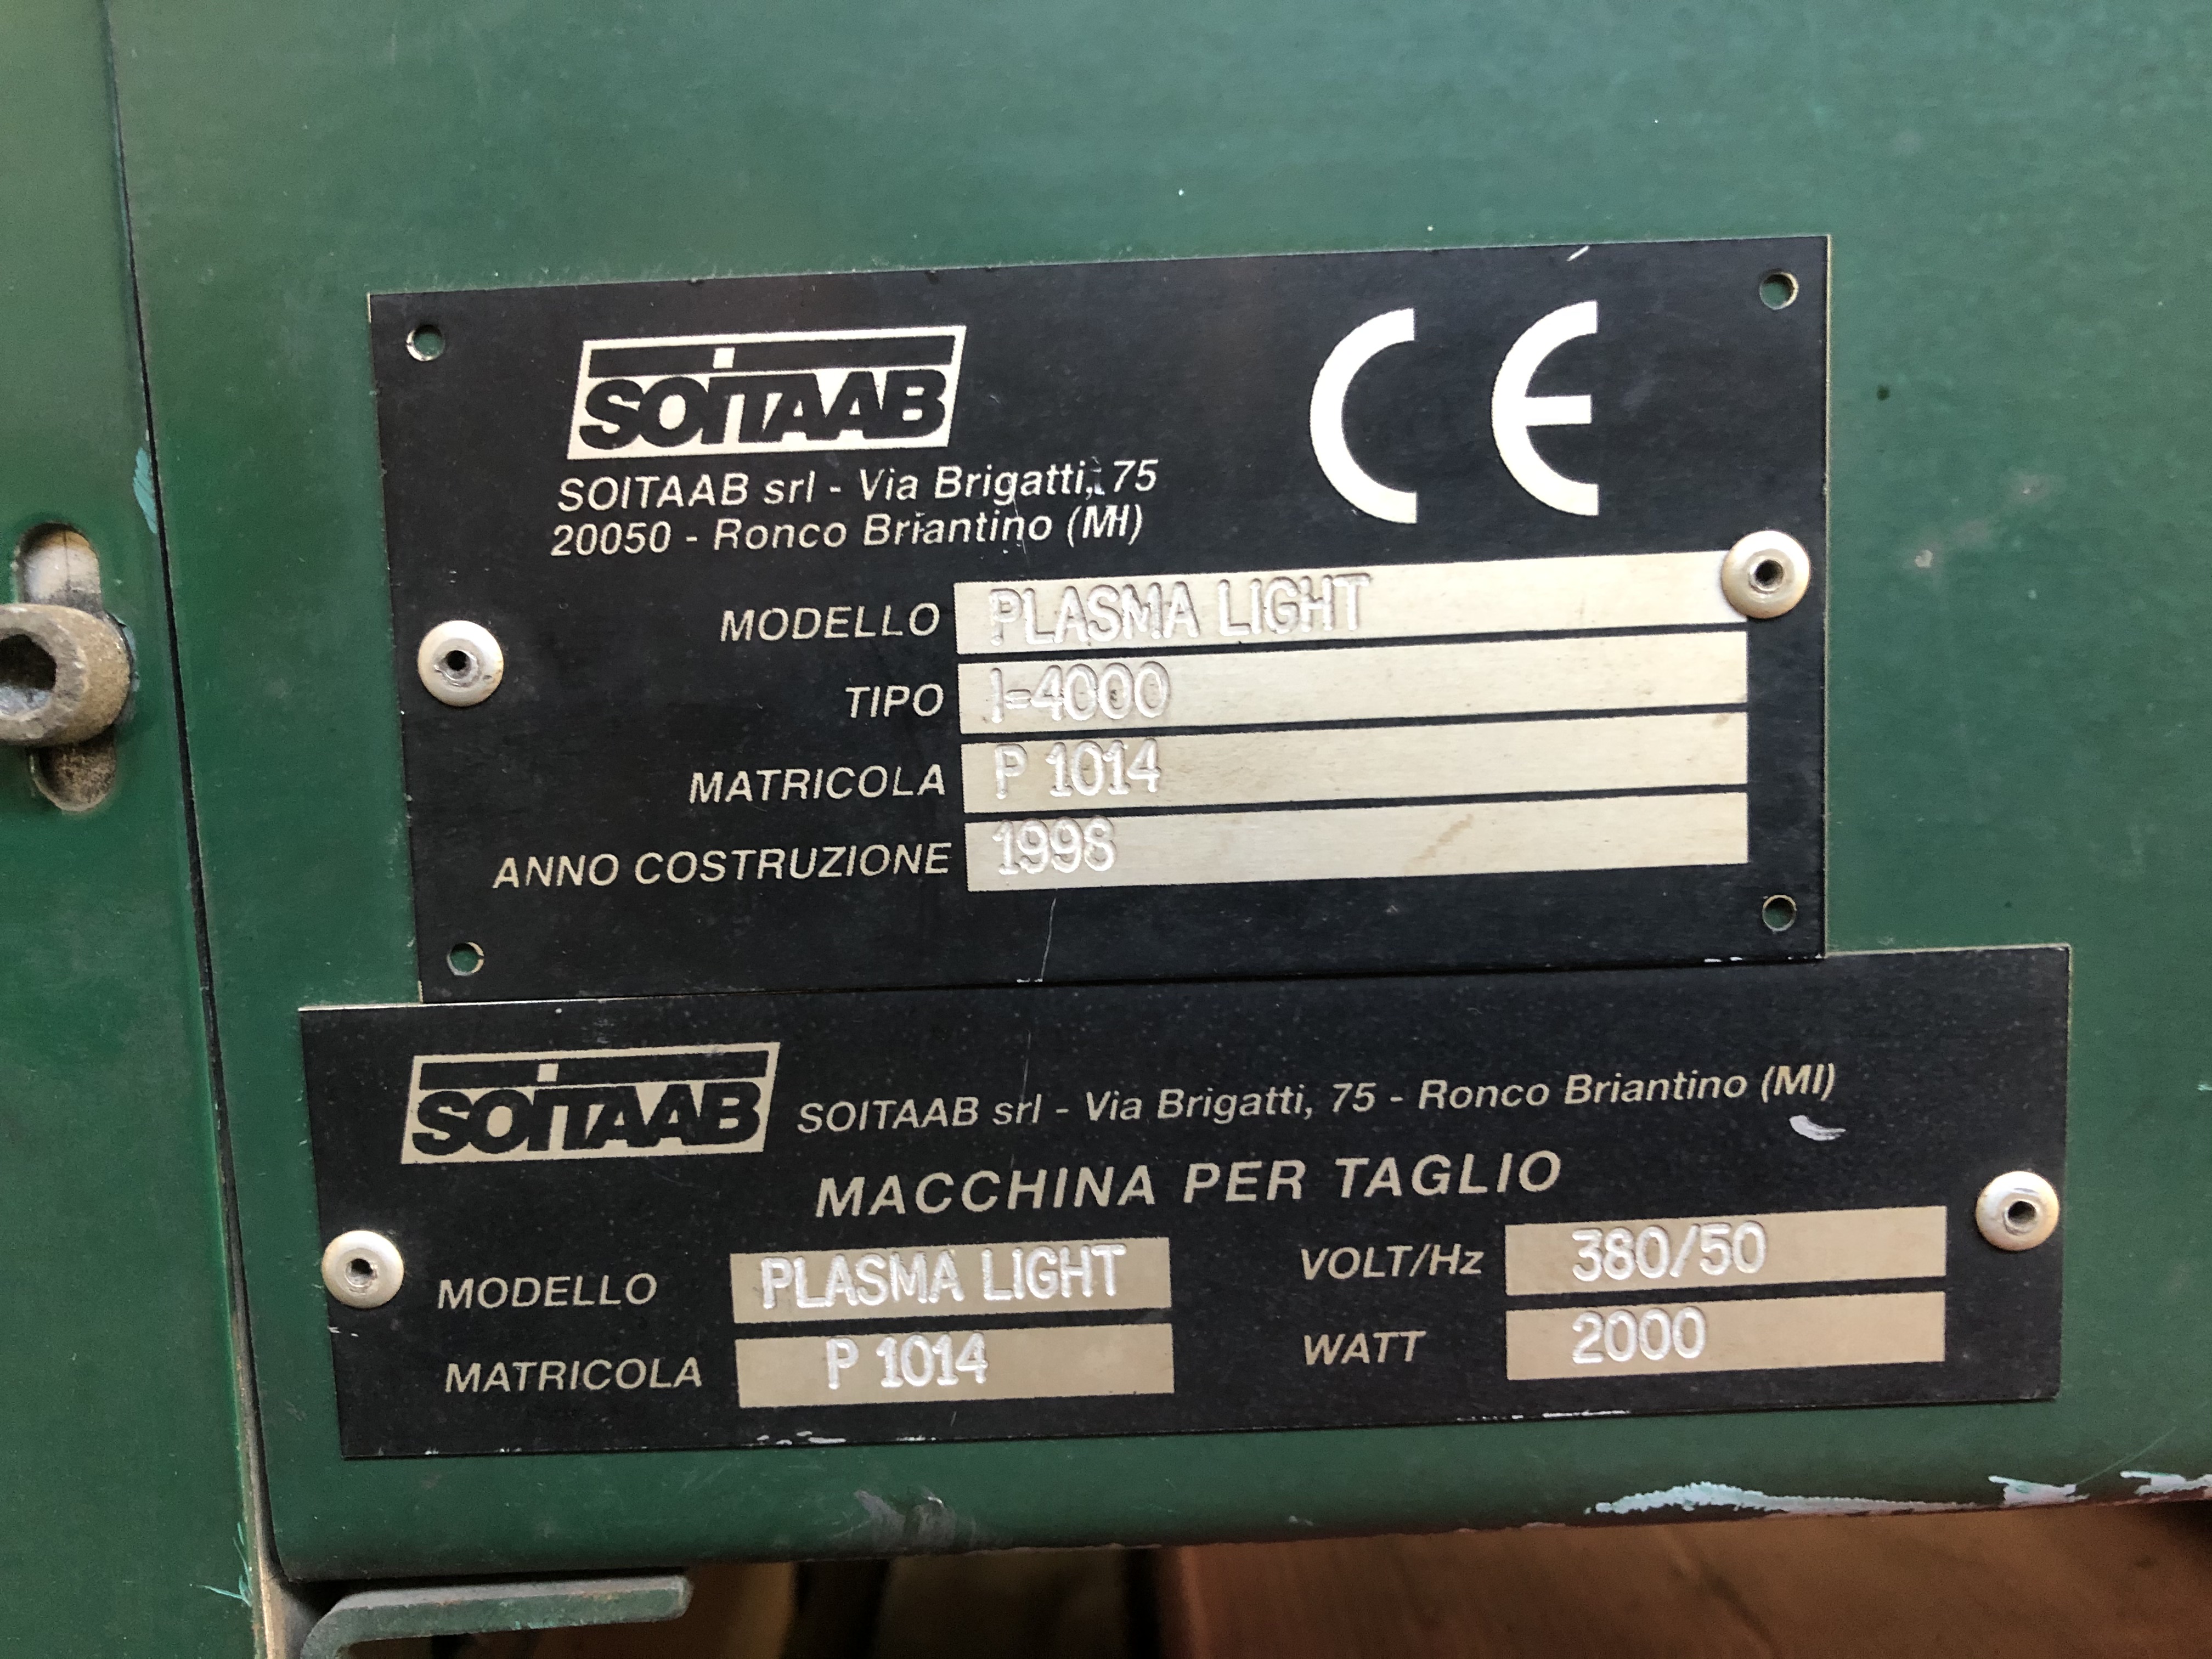 SOITAAB
CE
SOITAAB srl - Via Brigatti, 75
20050 - Ronco Briantino (MI)
MODELLO PLASMA LIGHT
TIPO I=4000
MATRICOLA P 1014
ANNO COSTRUZIONE 1998
SOITAAB SOITAAB srl - Via Brigatti, 75 - Ronco Briantino (MI)
MACCHINA PER TAGLIO
MODELLO PLASMA LIGHT VOLT/Hz 380/50
MATRICOLA P 1014 WATT 2000